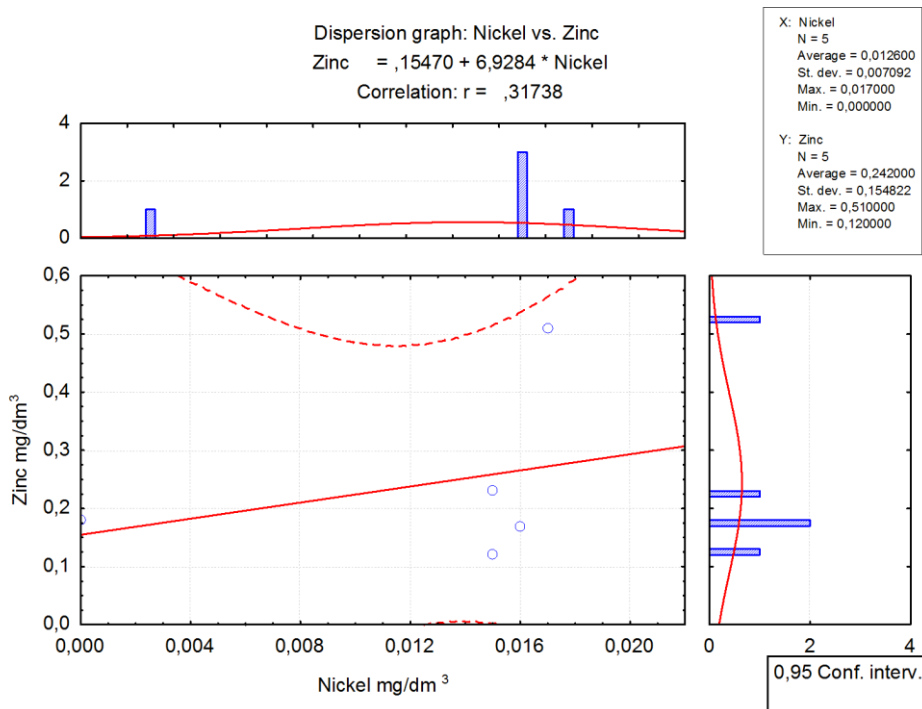 Dispersion graph: Nickel vs. Zinc
Zinc = ,15470 + 6,9284 * Nickel
Correlation: r = ,31738
X: Nickel
N = 5
Average = 0,012600
St. dev. = 0,007092
Max. = 0,017000
Min. = 0,000000
Y: Zinc
N = 5
Average = 0,242000
St. dev. = 0,154822
Max. = 0,510000
Min. = 0,120000
4
2
0
0,6
0,5
0,4
0,3
0,2
0,1
0,0
Zinc mg/dm³
0,000 0,004 0,008 0,012 0,016 0,020
Nickel mg/dm ³
0 2 4
0,95 Conf. interv.